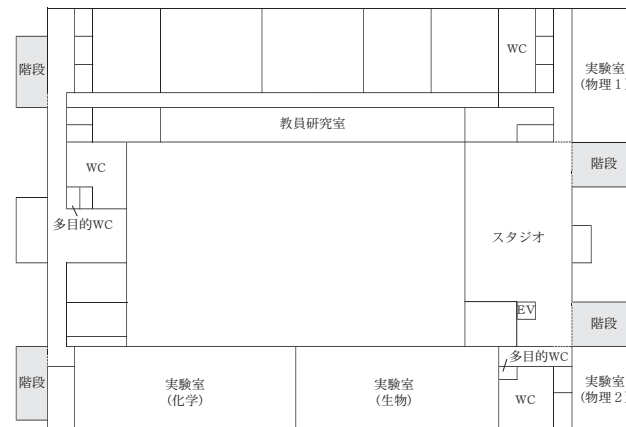 WC
階段
実験室
(物理1)
教員研究室
階段
WC
多目的WC
スタジオ
EV
階段
多目的WC
階段
実験室
(化学)
実験室
(生物)
WC
実験室
(物理2)